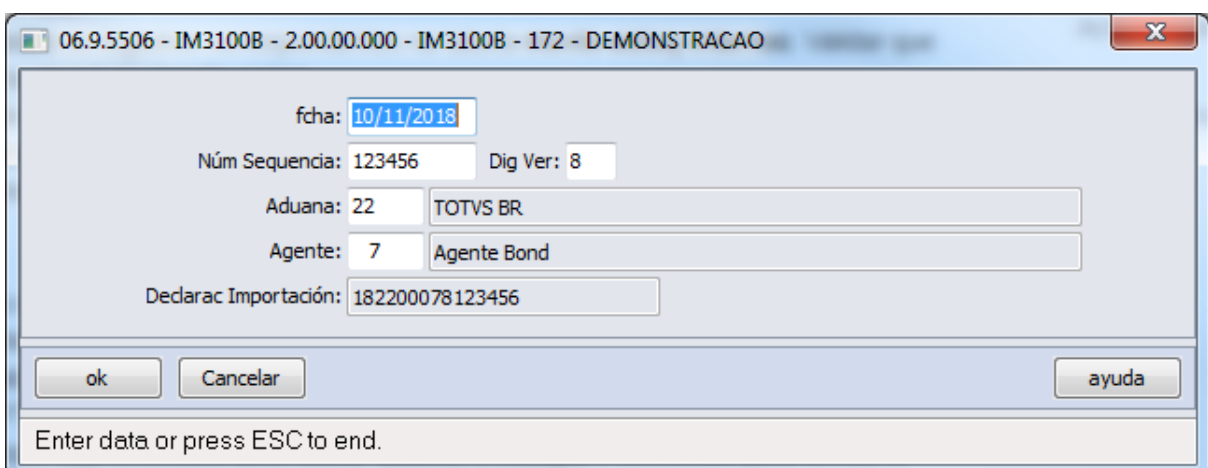 06.9.5506 - IM3100B - 2.00.00.000 - IM3100B - 172 - DEMONSTRACAO
fcha: 10/11/2018
Núm Sequencia: 123456 Dig Ver: 8
Aduana: 22 TOTVS BR
Agente: 7 Agente Bond
Declarac Importación: 182200078123456
ok Cancelar ayuda
Enter data or press ESC to end.